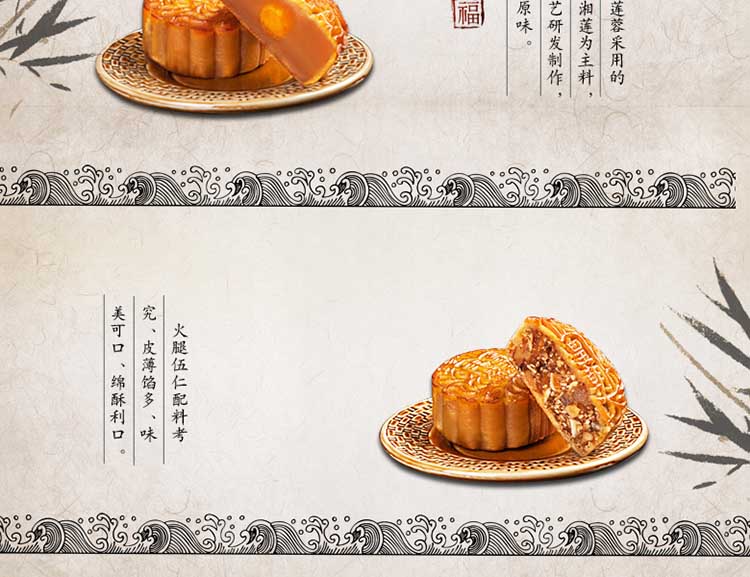 莲蓉采用的
湘莲为主料，
艺研发制作，
原味。
福
火腿伍仁配料考
究、皮薄馅多、味
美可口、绵酥利口。